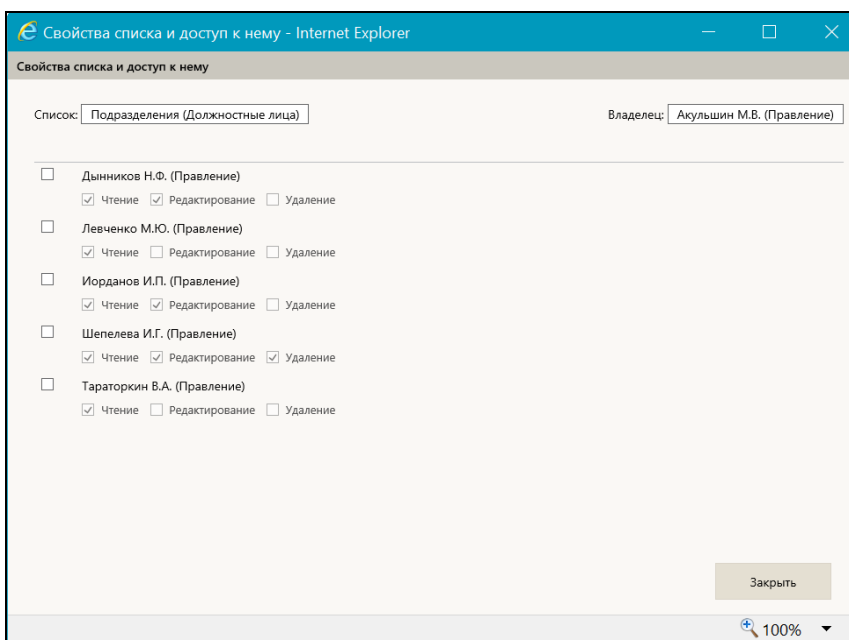 Свойства списка и доступ к нему - Internet Explorer
Свойства списка и доступ к нему
Список: Подразделения (Должностные лица) Владелец: Акульшин М.В. (Правление)
Дынников Н.Ф. (Правление)
Чтение Редактирование Удаление
Левченко М.Ю. (Правление)
Чтение Редактирование Удаление
Иорданов И.П. (Правление)
Чтение Редактирование Удаление
Шепелева И.Г. (Правление)
Чтение Редактирование Удаление
Тараторкин В.А. (Правление)
Чтение Редактирование Удаление
Закрыть
100%